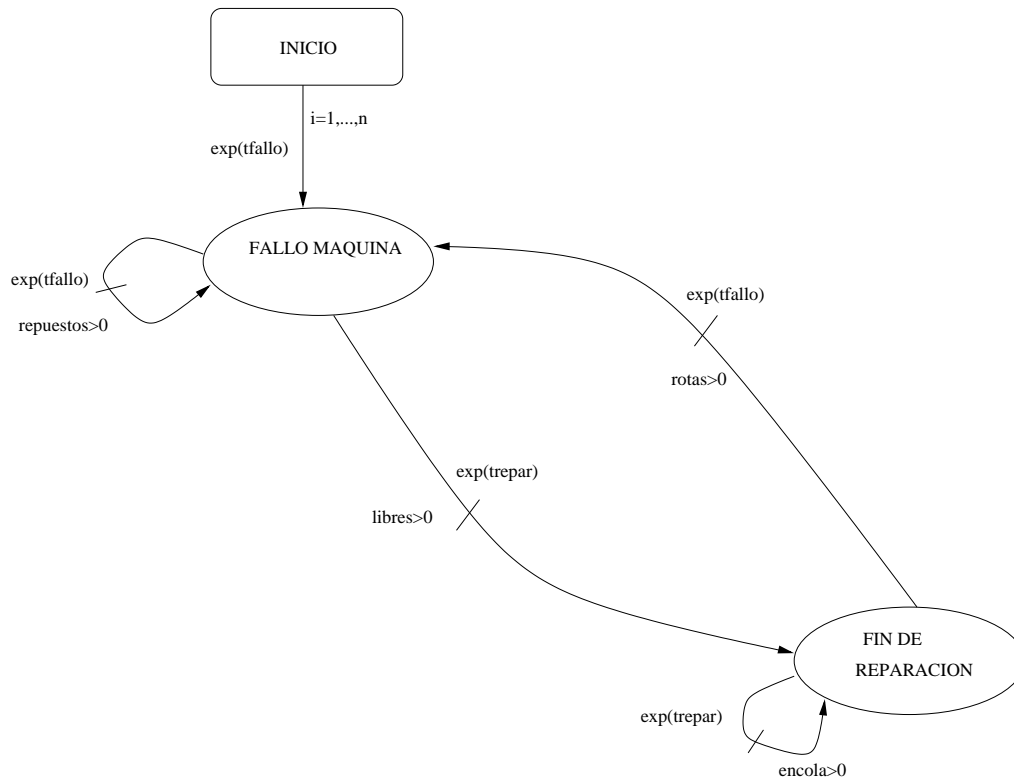 INICIO
i=1,...,n
exp(tfallo)
FALLO MAQUINA
exp(tfallo)
repuestos>0
exp(tfallo)
rotas>0
exp(trepar)
libres>0
FIN DE
REPARACION
exp(trepar)
encola>0